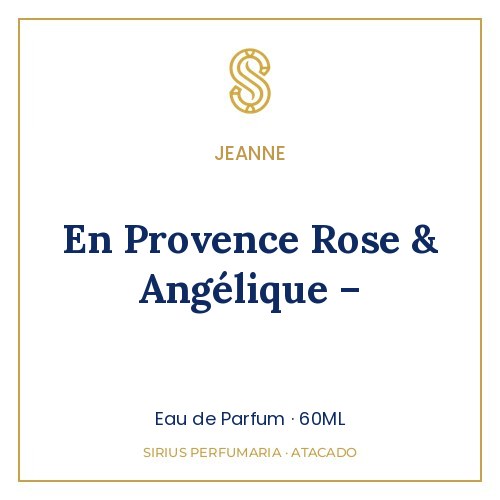 JEANNE
En Provence Rose &
Angélique –
Eau de Parfum · 60ML
SIRIUS PERFUMARIA · ATACADO